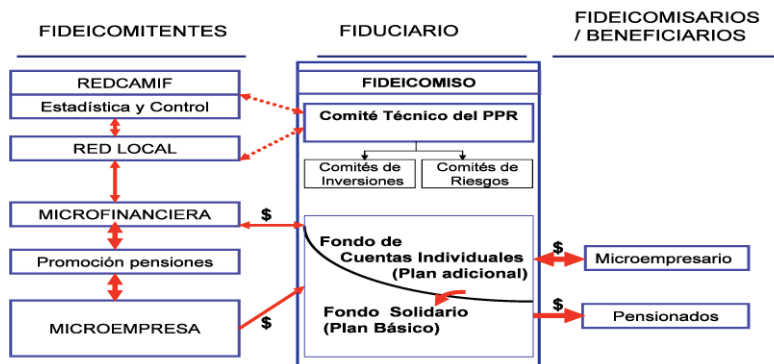 FIDEICOMITENTES
FIDUCIARIO
FIDEICOMISARIOS
/ BENEFICIARIOS
REDCAMIF
Estadística y Control
RED LOCAL
MICROFINANCIERA
Promoción pensiones
MICROEMPRESA
$
$
FIDEICOMISO
Comité Técnico del PPR
Comités de
Inversiones
Comités de
Riesgos
Fondo de
Cuentas Individuales
(Plan adicional)
Fondo Solidario
(Plan Básico)
$
Microempresario
$
Pensionados